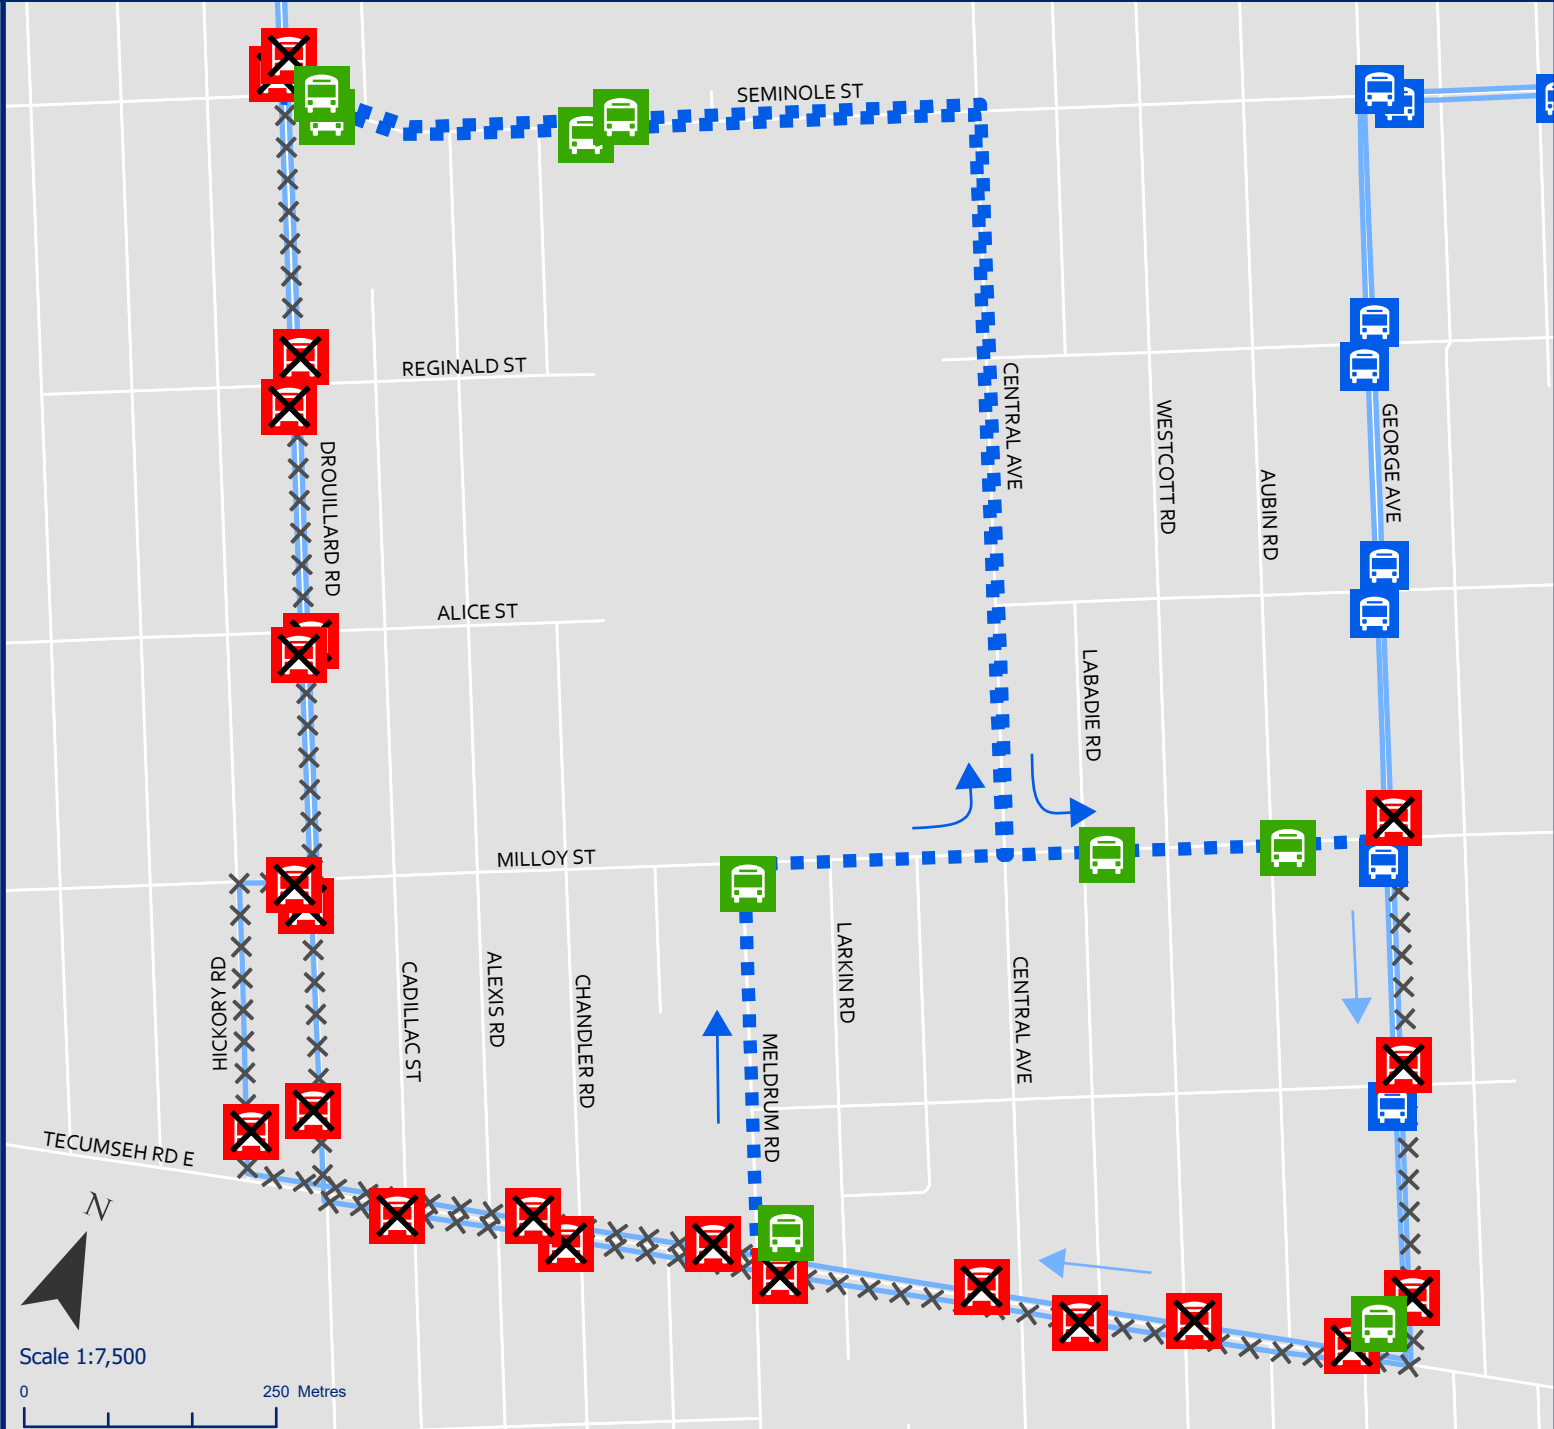 SEMINOLE ST
REGINALD ST
CENTRAL AVE
WESTCOTT RD
GEORGE AVE
DROUILLARD RD
AUBIN RD
ALICE ST
LABADIE RD
MILLOY ST
LARKIN RD
HICKORY RD
CADILLAC ST
ALEXIS RD
CHANDLER RD
CENTRAL AVE
MELDRUM RD
TECUMSEH RD E
N
Scale 1:7,500
0 250 Metres